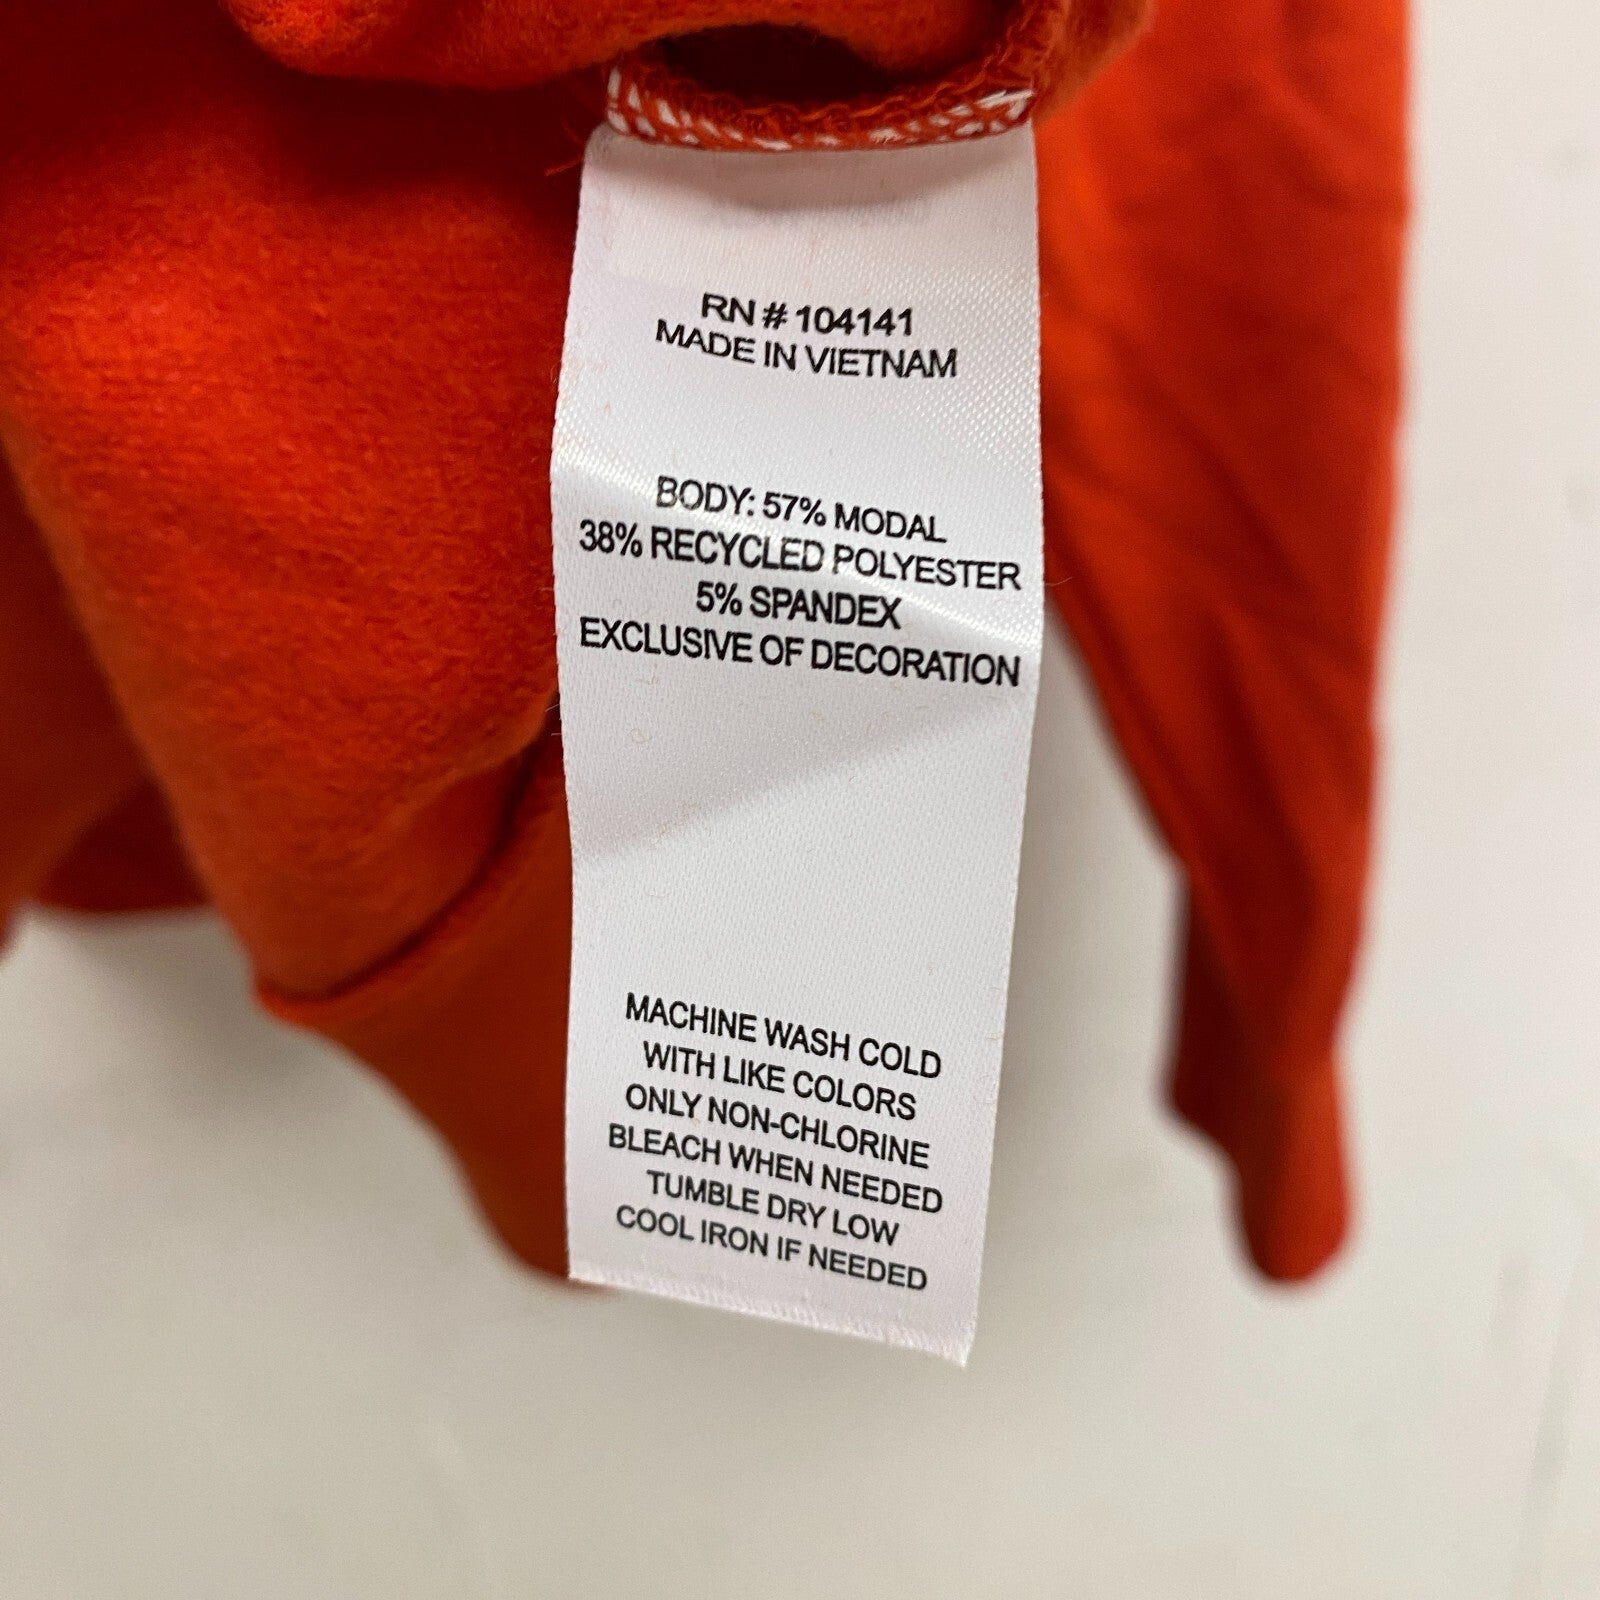 RN # 104141
MADE IN VIETNAM
BODY: 57% MODAL
38% RECYCLED POLYESTER
5% SPANDEX
EXCLUSIVE OF DECORATION
MACHINE WASH COLD
WITH LIKE COLORS
ONLY NON-CHLORINE
BLEACH WHEN NEEDED
TUMBLE DRY LOW
COOL IRON IF NEEDED